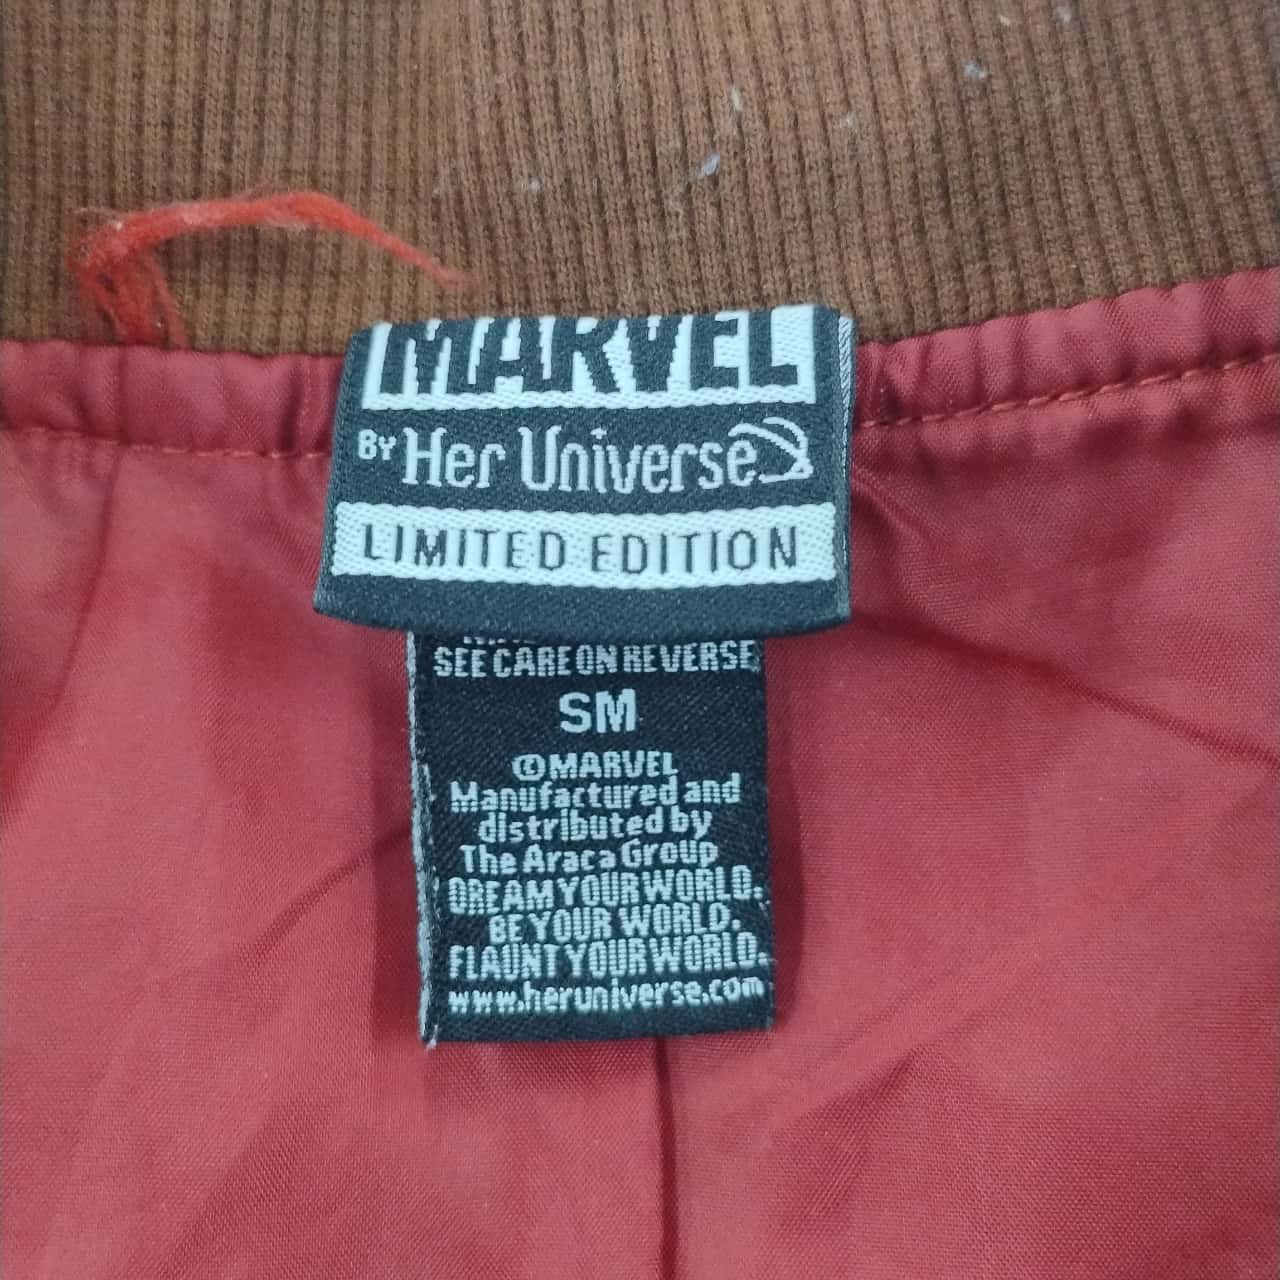 MARVEL
BY Her Universe
LIMITED EDITION
SEE CARE ON REVERSE
SM
©MARVEL
Manufactured and
distributed by
The Araca Group
DREAM YOUR WORLD.
BE YOUR WORLD.
FLAUNT YOUR WORLD.
www.heruniverse.com